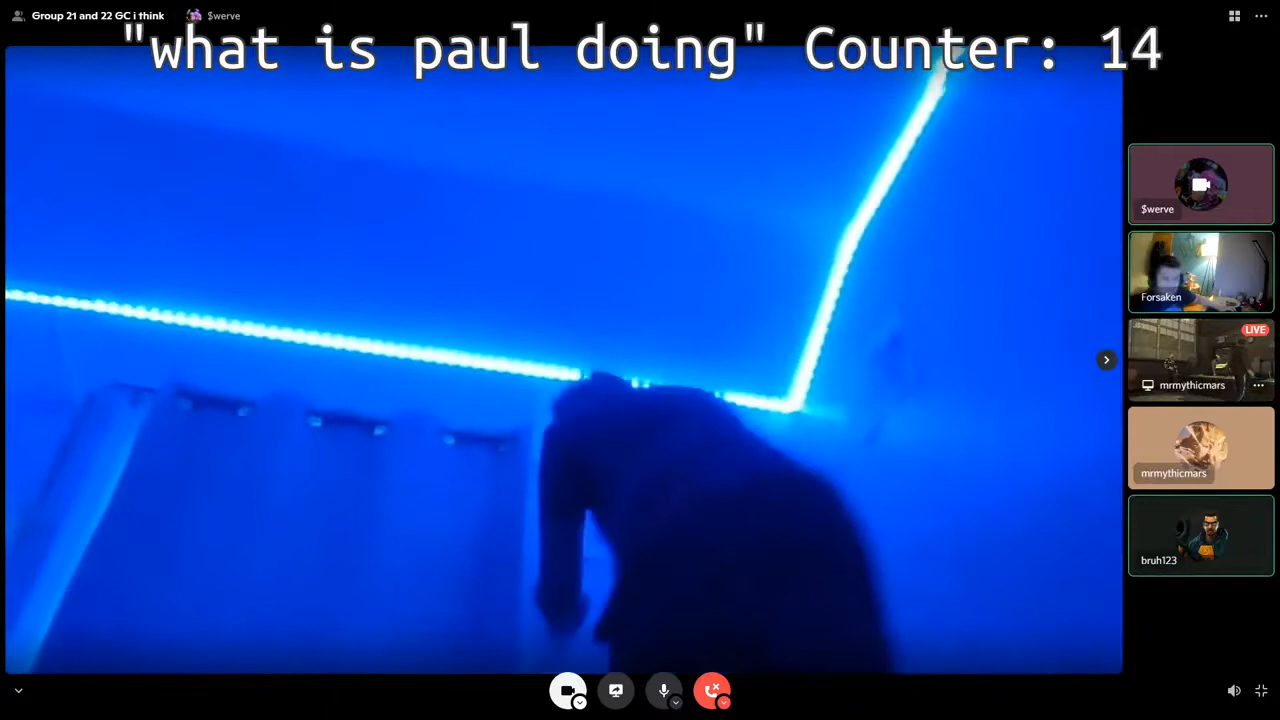 Group 21 and 22 GC i think $werve
"what is paul doing" Counter: 14
$werve
Forsaken
LIVE
mrmythicmars
mrmythicmars
bruh123